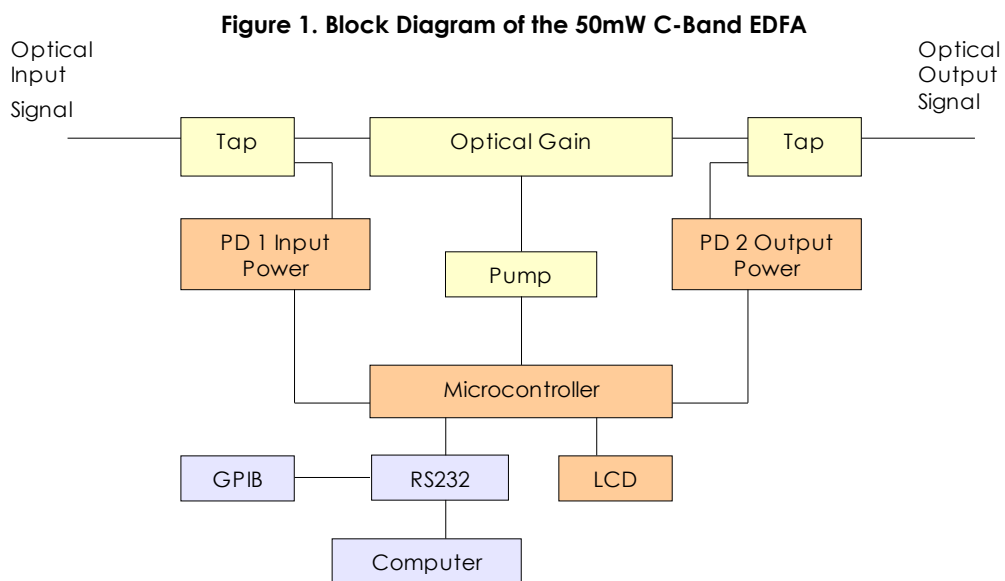 Figure 1. Block Diagram of the 50mW C-Band EDFA
Optical
Input
Signal
Optical
Output
Signal
Tap
Optical Gain
Tap
PD 1 Input
Power
Pump
PD 2 Output
Power
Microcontroller
GPIB
RS232
LCD
Computer